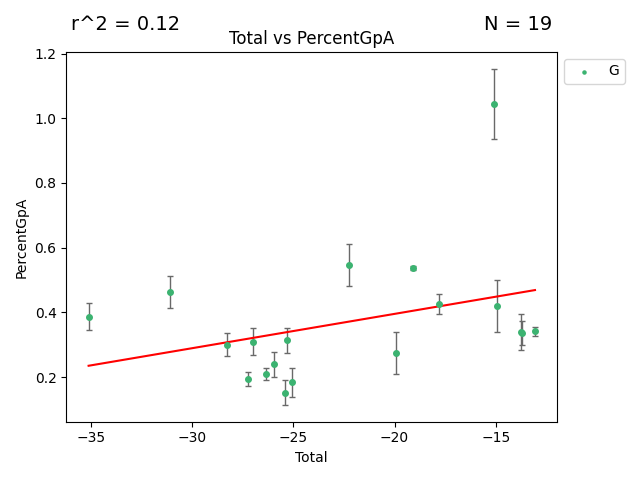 r^2 = 0.12
N = 19
Total vs PercentGpA
G
1.2
1.0
0.8
0.6
0.4
0.2
PercentGpA
−35
−30
−25
−20
−15
Total